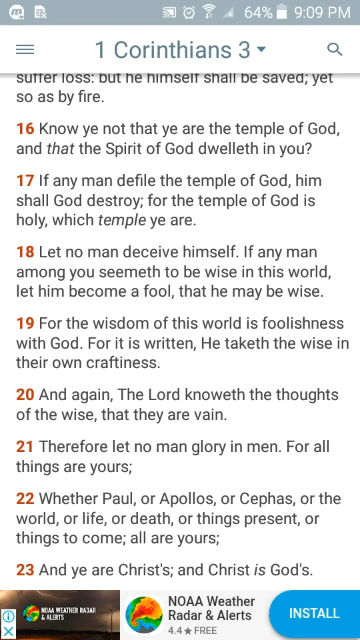 64% 9:09 PM
1 Corinthians 3
suffer loss: but he himself shall be saved; yet
so as by fire.
16 Know ye not that ye are the temple of God,
and that the Spirit of God dwelleth in you?
17 If any man defile the temple of God, him
shall God destroy; for the temple of God is
holy, which temple ye are.
18 Let no man deceive himself. If any man
among you seemeth to be wise in this world,
let him become a fool, that he may be wise.
19 For the wisdom of this world is foolishness
with God. For it is written, He taketh the wise in
their own craftiness.
20 And again, The Lord knoweth the thoughts
of the wise, that they are vain.
21 Therefore let no man glory in men. For all
things are yours;
22 Whether Paul, or Apollos, or Cephas, or the
world, or life, or death, or things present, or
things to come; all are yours;
23 And ye are Christ's; and Christ is God's.
NOAA WEATHER RADAR
& ALERTS
NOAA Weather
Radar & Alerts
4.4★ FREE
INSTALL